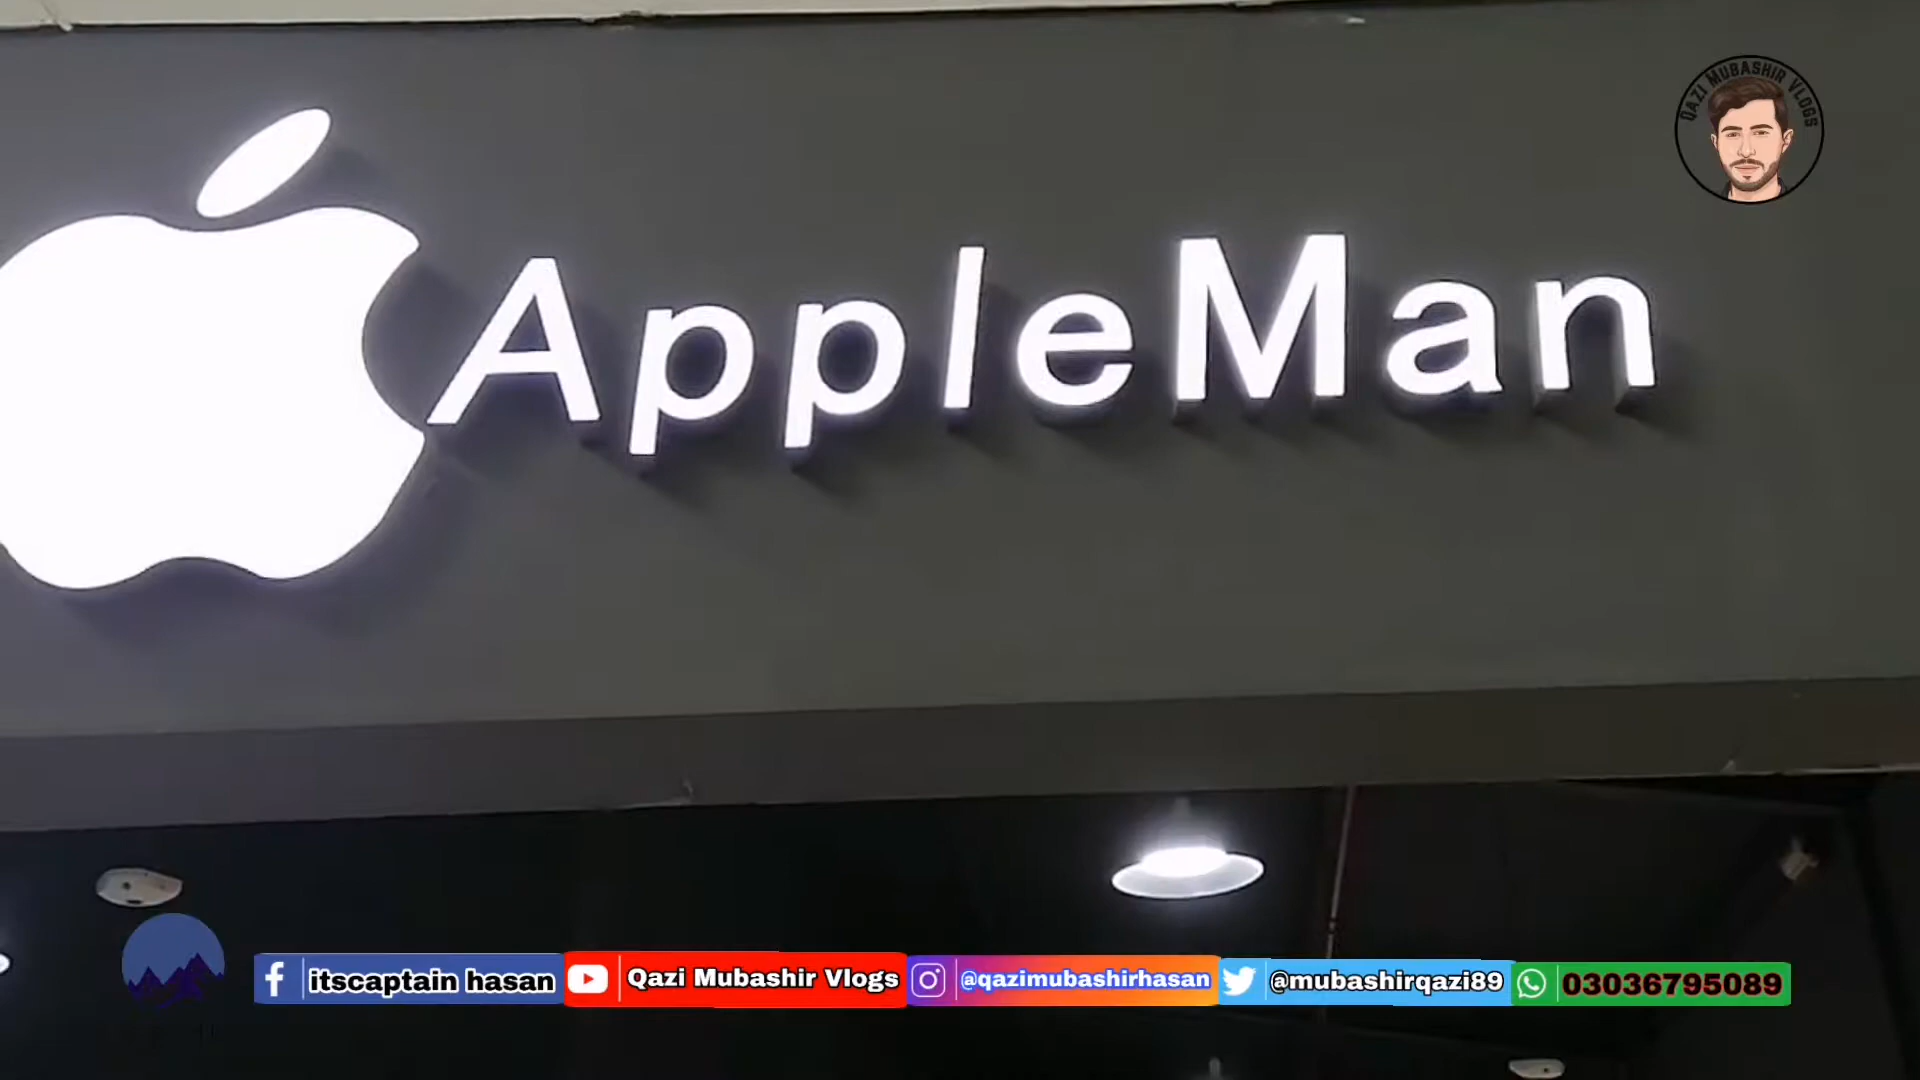 QAZI MUBASHIR VLOGS
AppleMan
itscaptain hasan
Qazi Mubashir Vlogs
@qazimubashirhasan
@mubashirqazi89
03036795089